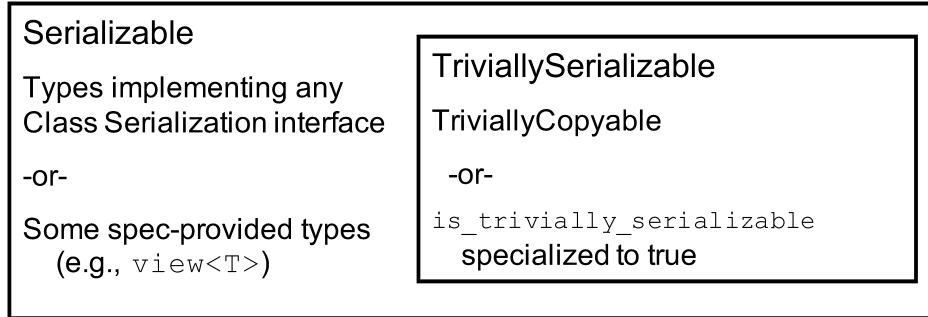 Serializable
Types implementing any
Class Serialization interface
-or-
Some spec-provided types
(e.g., view<T>)
TriviallySerializable
TriviallyCopyable
-or-
is_trivially_serializable
specialized to true